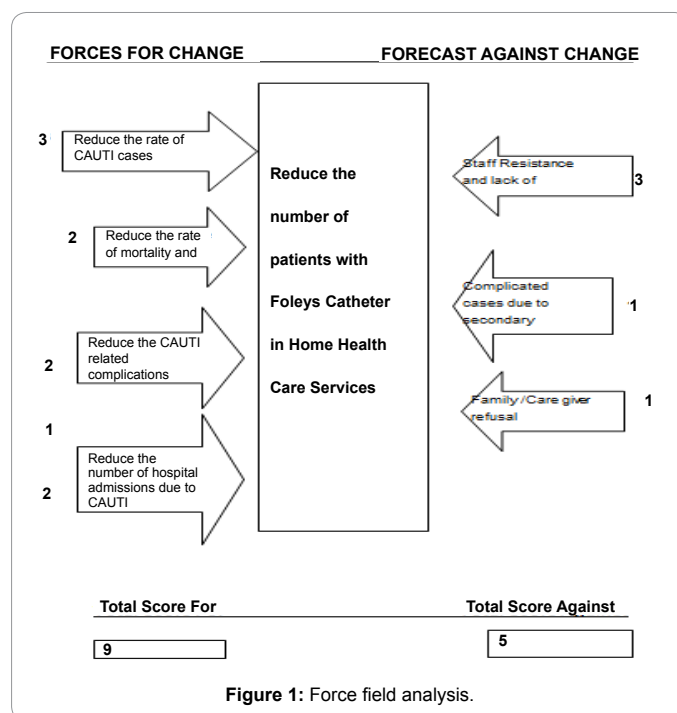 FORCES FOR CHANGE
FORECAST AGAINST CHANGE
3
Reduce the rate of
CAUTI cases
2
Reduce the rate
of mortality and
2
Reduce the CAUTI
related
complications
1
2
Reduce the
number of hospital
admissions due to
CAUTI
Reduce the
number of
patients with
Foleys Catheter
in Home Health
Care Services
Staff Resistance
and lack of
3
Complicated
cases due to
secondary
1
Family /Care giver
refusal
1
Total Score For
Total Score Against
9
5
Figure 1: Force field analysis.